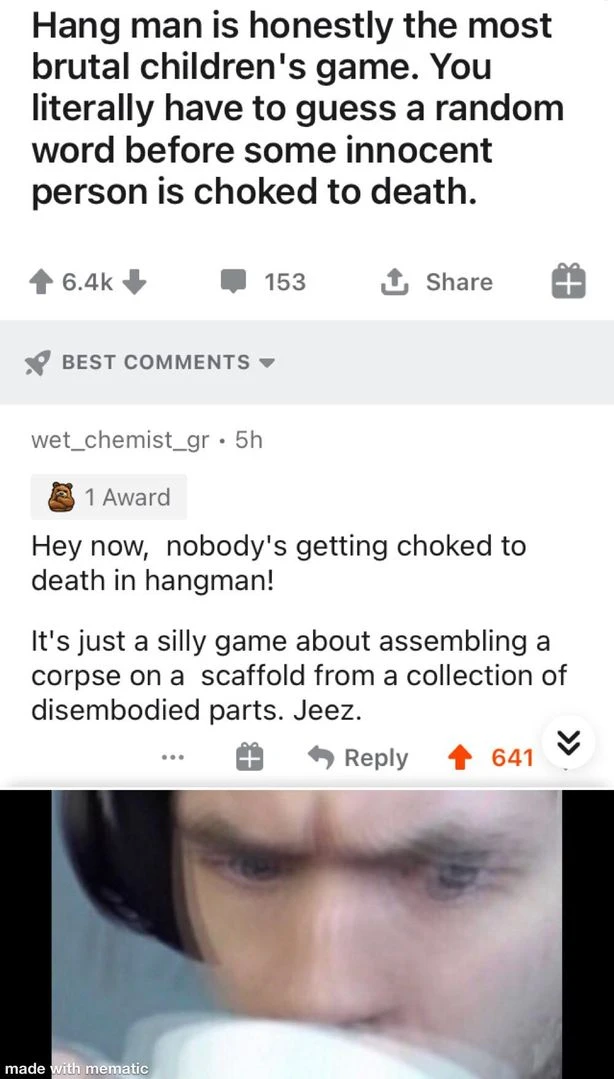 Hang man is honestly the most
brutal children's game. You
literally have to guess a random
word before some innocent
person is choked to death.
6.4k 153 Share
BEST COMMENTS
wet_chemist_gr • 5h
1 Award
Hey now, nobody's getting choked to
death in hangman!
It's just a silly game about assembling a
corpse on a scaffold from a collection of
disembodied parts. Jeez.
... Reply 641
made with mematic